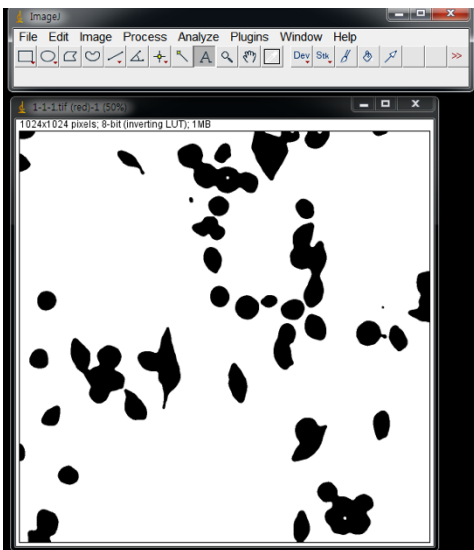 ImageJ
File Edit Image Process Analyze Plugins Window Help
A Dev Stk >>
1-1-1.tif (red)-1 (50%)
1024x1024 pixels; 8-bit (inverting LUT); 1MB